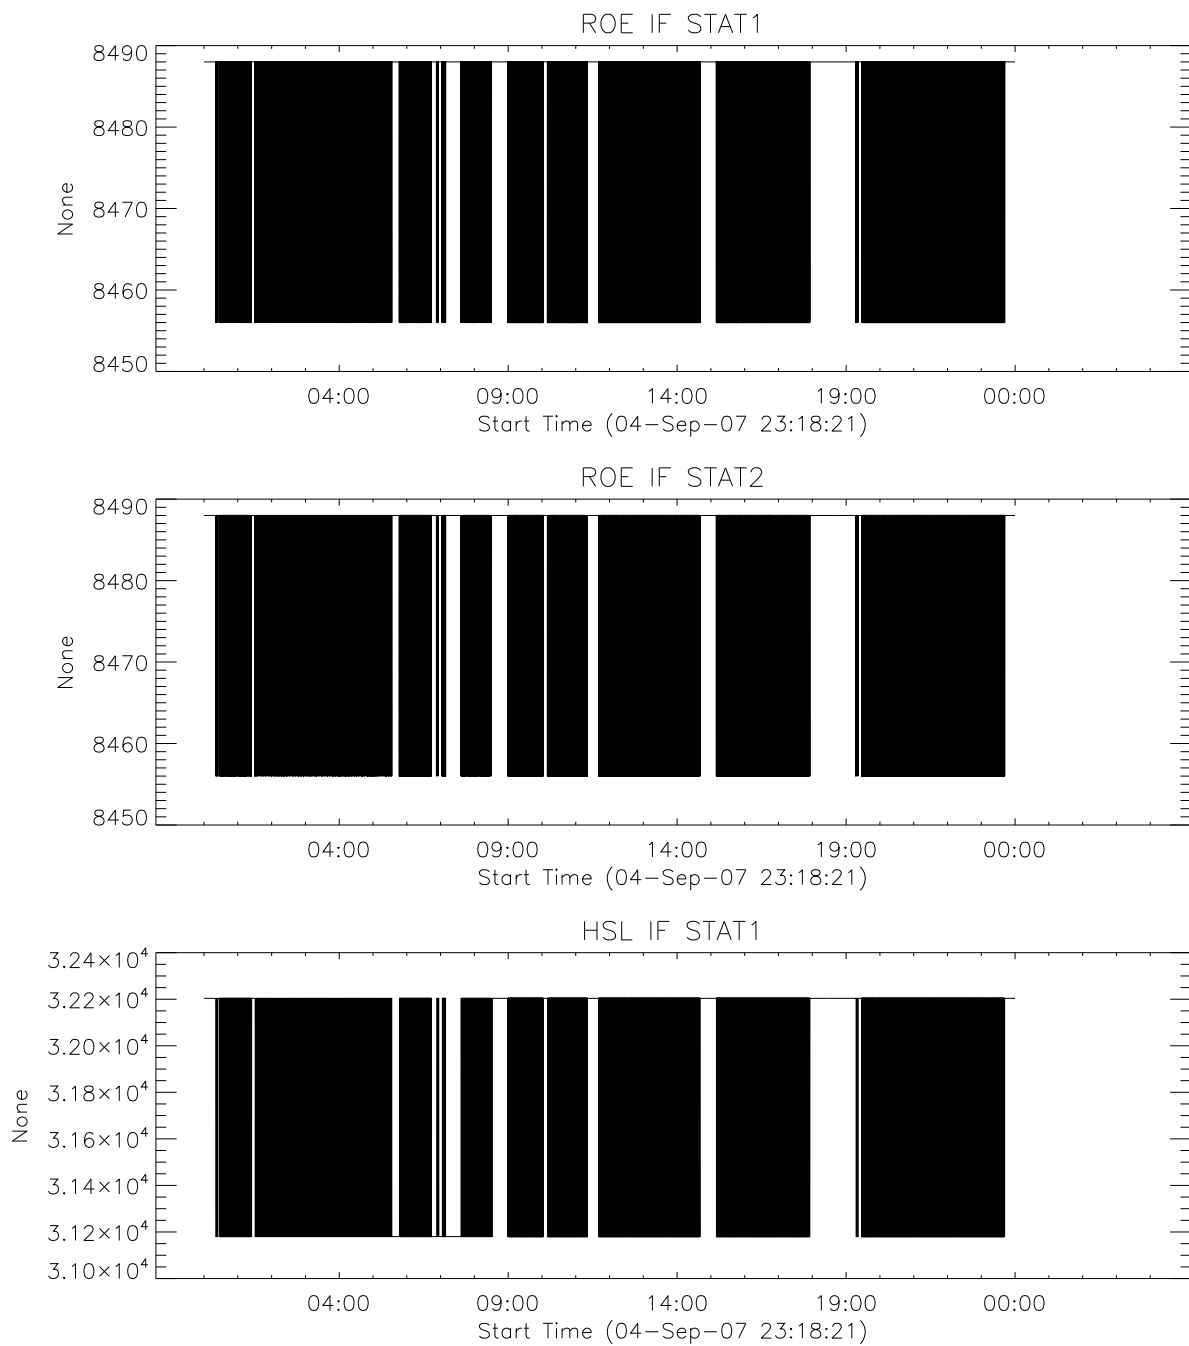 ROE IF STAT1
8490
8480
8470
8460
8450
None
04:00 09:00 14:00 19:00 00:00
Start Time (04-Sep-07 23:18:21)
ROE IF STAT2
8490
8480
8470
8460
8450
None
04:00 09:00 14:00 19:00 00:00
Start Time (04-Sep-07 23:18:21)
HSL IF STAT1
3.24×10⁴
3.22×10⁴
3.20×10⁴
3.18×10⁴
3.16×10⁴
3.14×10⁴
3.12×10⁴
3.10×10⁴
None
04:00 09:00 14:00 19:00 00:00
Start Time (04-Sep-07 23:18:21)